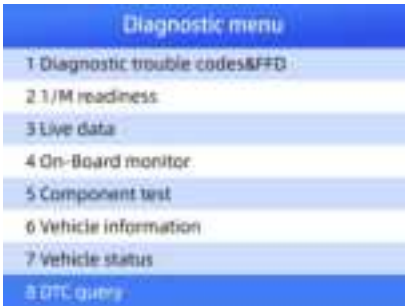 Diagnostic menu
1 Diagnostic trouble codes&FFD
2 1/M readiness
3 Live data
4 On-Board monitor
5 Component test
6 Vehicle information
7 Vehicle status
8 DTC query